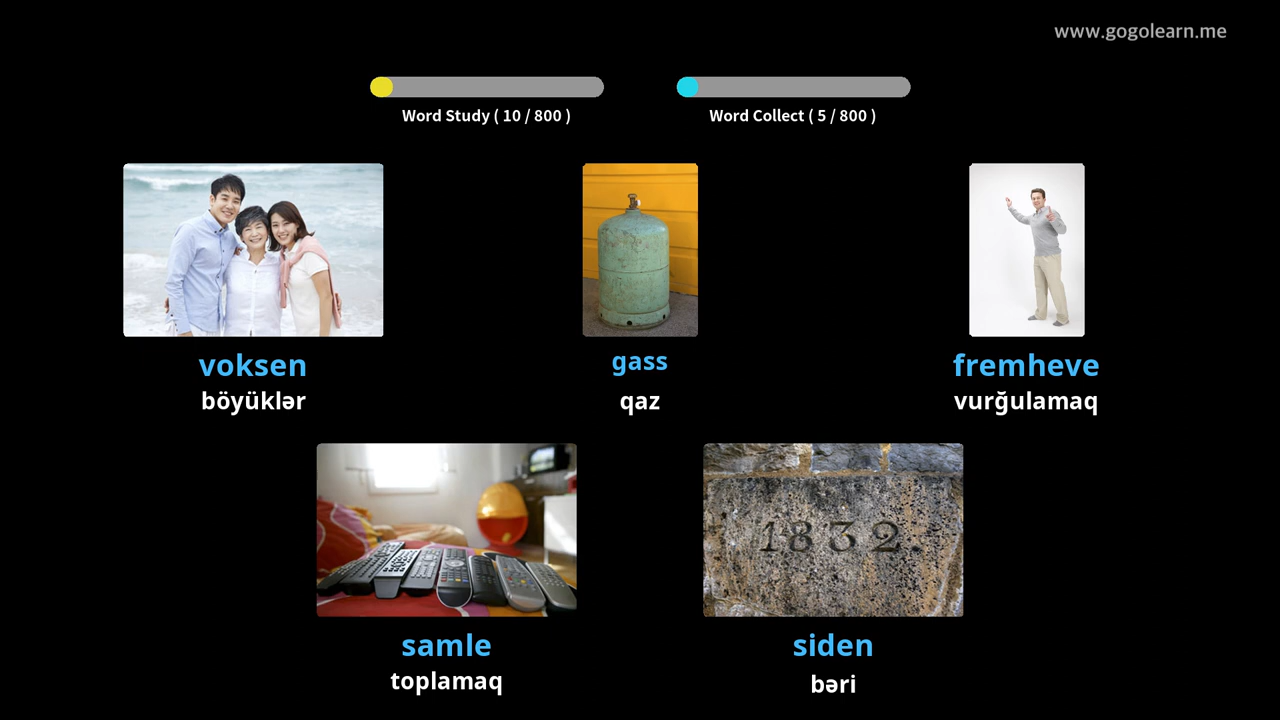 www.gogolearn.me
Word Study ( 10 / 800 )
Word Collect ( 5 / 800 )
voksen
böyüklər
gass
qaz
fremheve
vurğulamaq
1832.
samle
toplamaq
siden
bəri